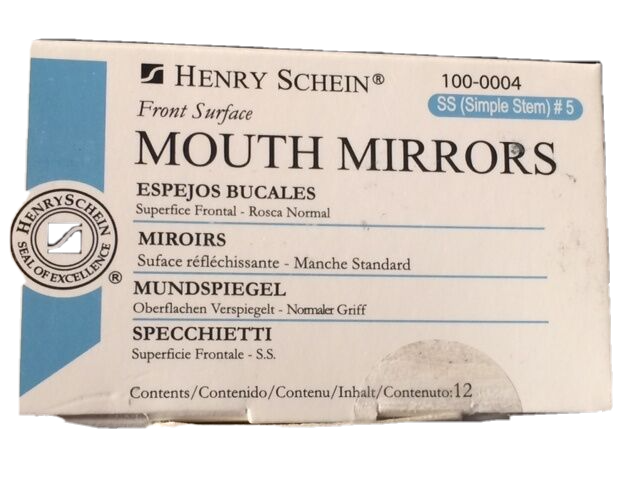 HENRY SCHEIN®
100-0004
SS (Simple Stem) # 5
Front Surface
MOUTH MIRRORS
ESPEJOS BUCALES
Superfice Frontal - Rosca Normal
MIROIRS
Suface réfléchissante - Manche Standard
MUNDSPIEGEL
Oberflachen Verspiegelt - Normaler Griff
SPECCHIETTI
Superficie Frontale - S.S.
Contents/Contenido/Contenu/Inhalt/Contenuto:12
HENRY SCHEIN
SEAL OF EXCELLENCE
®